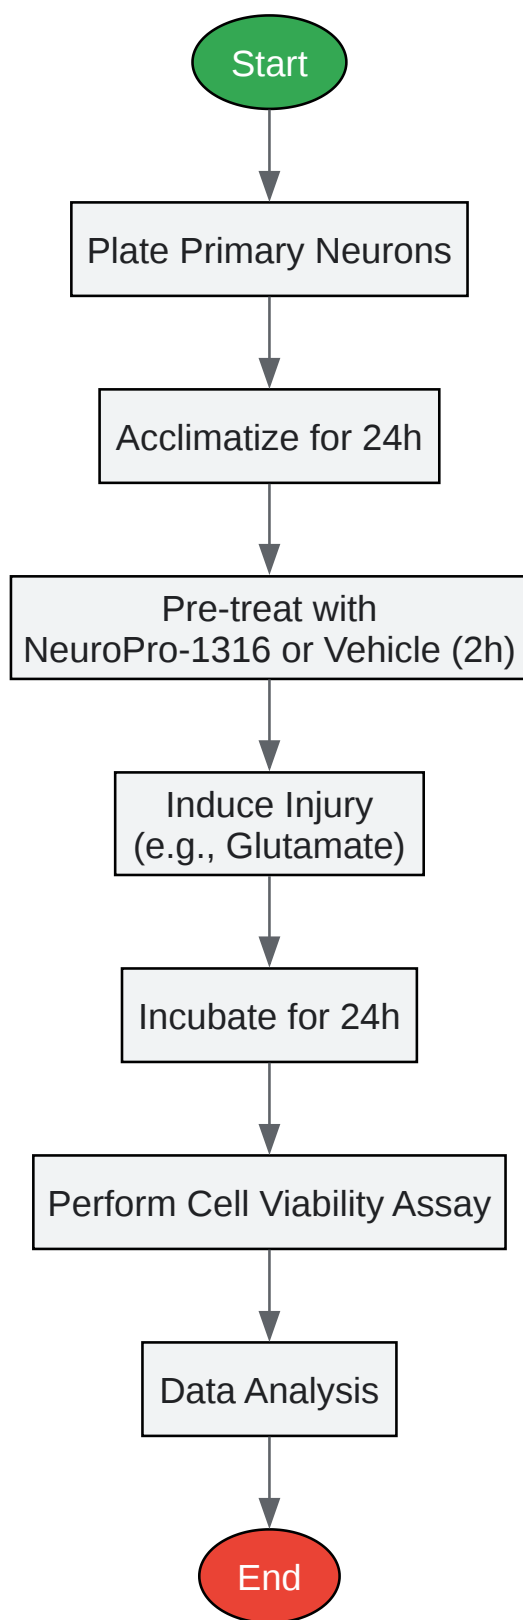 Start
Plate Primary Neurons
Acclimatize for 24h
Pre-treat with
NeuroPro-1316 or Vehicle (2h)
Induce Injury
(e.g., Glutamate)
Incubate for 24h
Perform Cell Viability Assay
Data Analysis
End